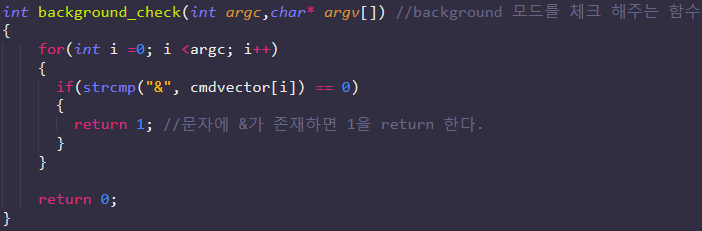 int background_check(int argc,char* argv[]) //background 모드를 체크 해주는 함수
{
    for(int i =0; i <argc; i++)
    {
      if(strcmp("&", cmdvector[i]) == 0)
      {
        return 1; //문자에 &가 존재하면 1을 return 한다.
      }
    }

    return 0;
}